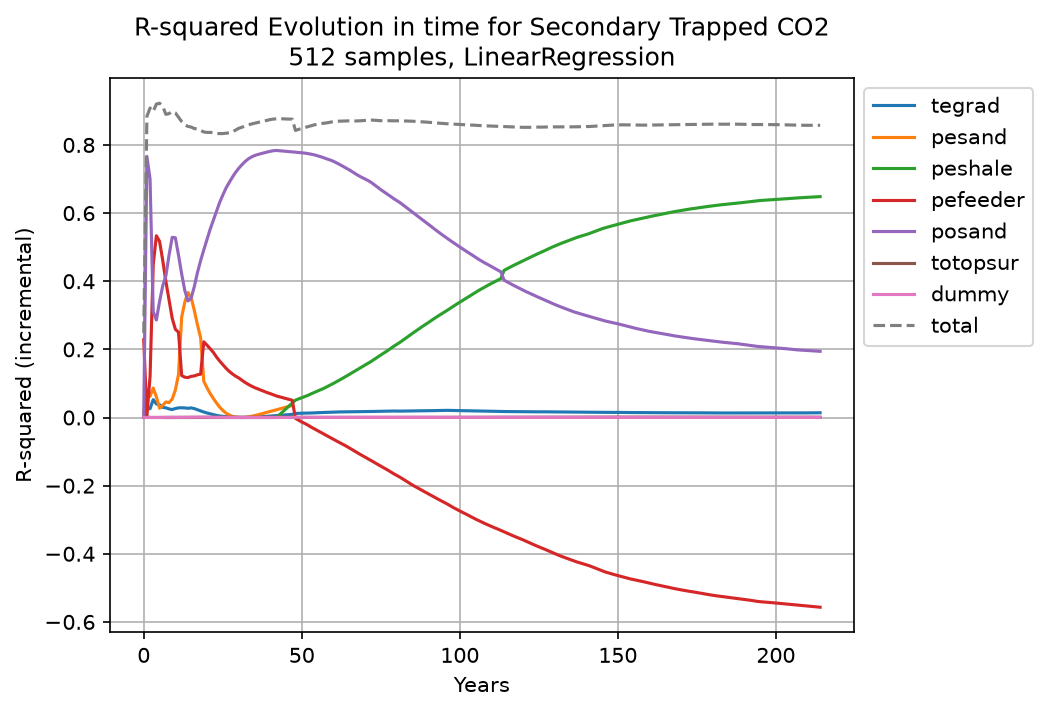 R-squared Evolution in time for Secondary Trapped CO2
512 samples, LinearRegression
R-squared (incremental)
0.8
0.6
0.4
0.2
0.0
−0.2
−0.4
−0.6
0
50
100
150
200
Years
tegrad
pesand
peshale
pefeeder
posand
totopsur
dummy
total